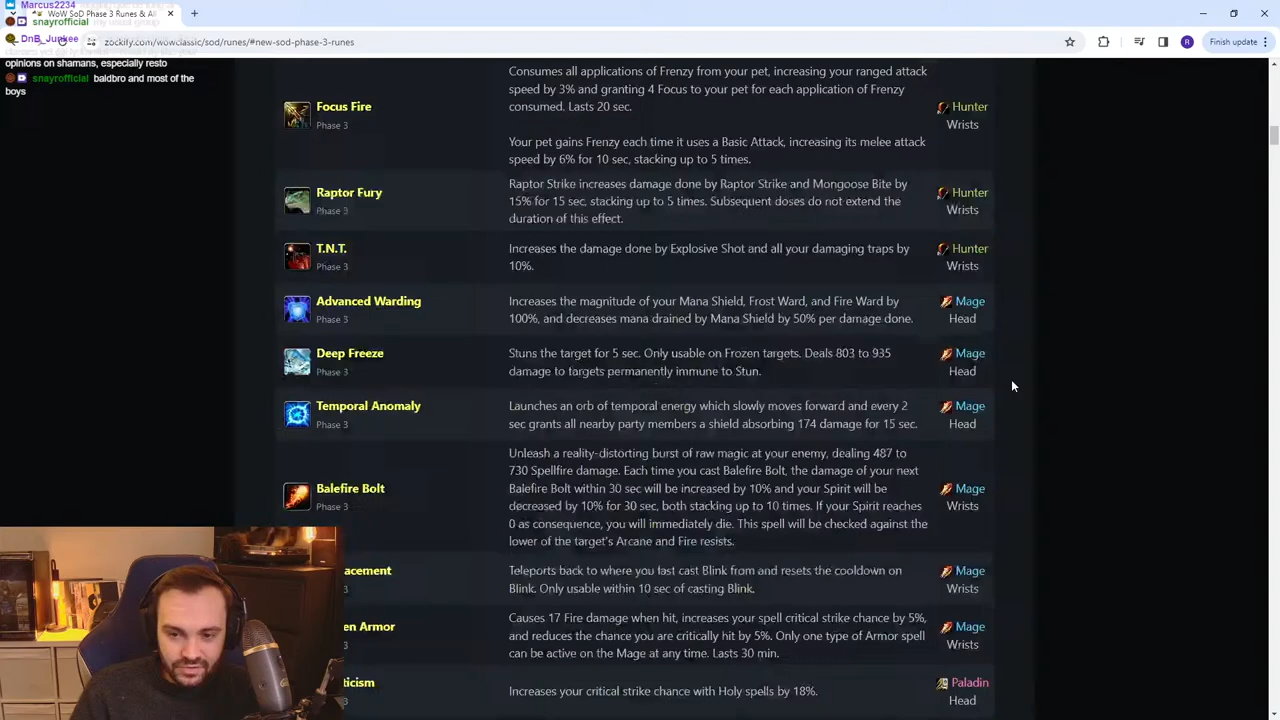 Marcus2234
snayrofficial
DnB_Junkee
opinions on shamans, especially resto
snayrofficial baldbro and most of the
boys
WoW SoD Phase 3 Runes & All
zockify.com/wowclassic/sod/runes/#new-sod-phase-3-runes
R
Finish update
Focus Fire
Phase 3
Consumes all applications of Frenzy from your pet, increasing your ranged attack
speed by 3% and granting 4 Focus to your pet for each application of Frenzy
consumed. Lasts 20 sec.
Your pet gains Frenzy each time it uses a Basic Attack, increasing its melee attack
speed by 6% for 10 sec, stacking up to 5 times.
Hunter
Wrists
Raptor Fury
Phase 3
Raptor Strike increases damage done by Raptor Strike and Mongoose Bite by
15% for 15 sec, stacking up to 5 times. Subsequent doses do not extend the
duration of this effect.
Hunter
Wrists
T.N.T.
Phase 3
Increases the damage done by Explosive Shot and all your damaging traps by
10%.
Hunter
Wrists
Advanced Warding
Phase 3
Increases the magnitude of your Mana Shield, Frost Ward, and Fire Ward by
100%, and decreases mana drained by Mana Shield by 50% per damage done.
Mage
Head
Deep Freeze
Phase 3
Stuns the target for 5 sec. Only usable on Frozen targets. Deals 803 to 935
damage to targets permanently immune to Stun.
Mage
Head
Temporal Anomaly
Phase 3
Launches an orb of temporal energy which slowly moves forward and every 2
sec grants all nearby party members a shield absorbing 174 damage for 15 sec.
Mage
Head
Balefire Bolt
Phase 3
Unleash a reality-distorting burst of raw magic at your enemy, dealing 487 to
730 Spellfire damage. Each time you cast Balefire Bolt, the damage of your next
Balefire Bolt within 30 sec will be increased by 10% and your Spirit will be
decreased by 10% for 30 sec, both stacking up to 10 times. If your Spirit reaches
0 as consequence, you will immediately die. This spell will be checked against the
lower of the target's Arcane and Fire resists.
Mage
Wrists
acement
3
Teleports back to where you last cast Blink from and resets the cooldown on
Blink. Only usable within 10 sec of casting Blink.
Mage
Wrists
en Armor
3
Causes 17 Fire damage when hit, increases your spell critical strike chance by 5%,
and reduces the chance you are critically hit by 5%. Only one type of Armor spell
can be active on the Mage at any time. Lasts 30 min.
Mage
Wrists
ticism
3
Increases your critical strike chance with Holy spells by 18%.
Paladin
Head